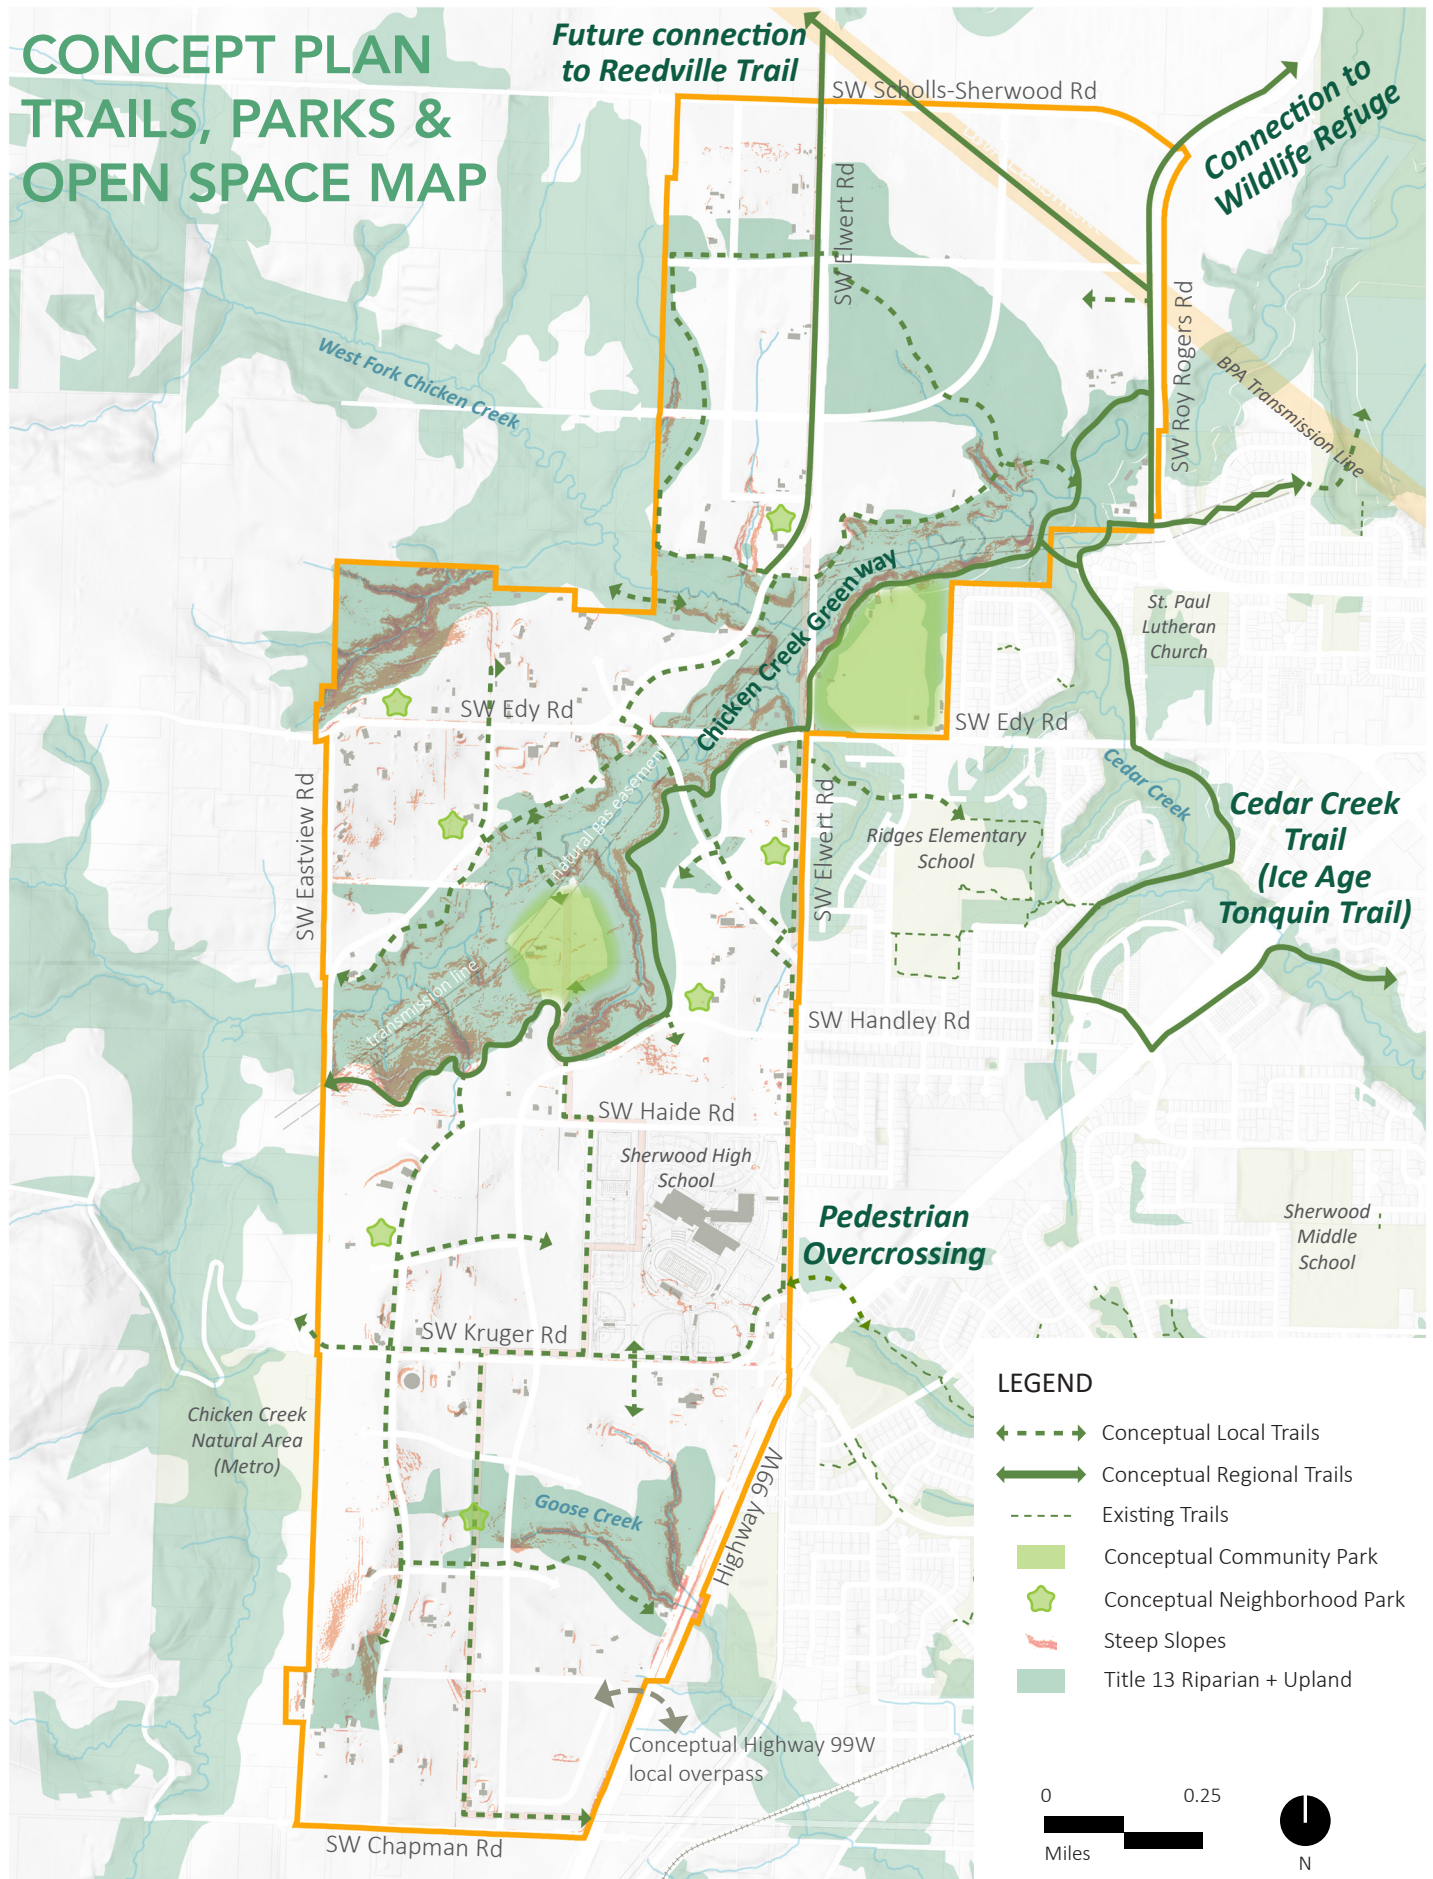 CONCEPT PLAN
TRAILS, PARKS &
OPEN SPACE MAP
Future connection
to Reedville Trail
SW Scholls-Sherwood Rd
Connection to
Wildlife Refuge
SW Elwert Rd
SW Roy Rogers Rd
BPA Transmission Line
West Fork Chicken Creek
Chicken Creek Greenway
St. Paul
Lutheran
Church
SW Edy Rd
SW Edy Rd
Cedar Creek
natural gas easement
SW Eastview Rd
SW Elwert Rd
Ridges Elementary
School
Cedar Creek
Trail
(Ice Age
Tonquin Trail)
transmission line
SW Handley Rd
SW Haide Rd
Sherwood High
School
Pedestrian
Overcrossing
Sherwood
Middle
School
SW Kruger Rd
Chicken Creek
Natural Area
(Metro)
Goose Creek
Highway 99W
Conceptual Highway 99W
local overpass
SW Chapman Rd
LEGEND
Conceptual Local Trails
Conceptual Regional Trails
Existing Trails
Conceptual Community Park
Conceptual Neighborhood Park
Steep Slopes
Title 13 Riparian + Upland
0 0.25
Miles
N